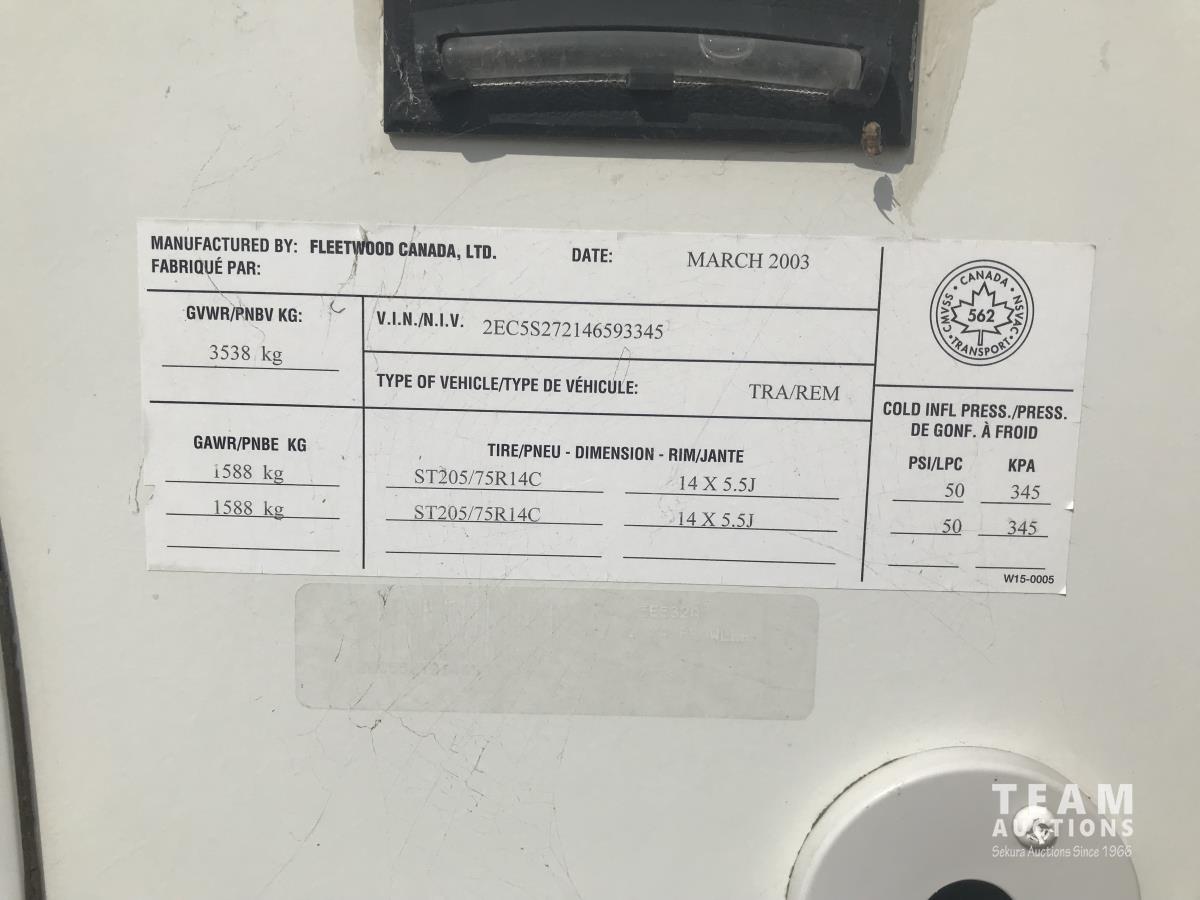 MANUFACTURED BY: FLEETWOOD CANADA, LTD. DATE: MARCH 2003
FABRIQUÉ PAR:
GVWR/PNBV KG:
3538 kg
V.I.N./N.I.V. 2EC5S272146593345
TYPE OF VEHICLE/TYPE DE VÉHICULE: TRA/REM
CANADA
CMVSS 562 NSVAC
TRANSPORT
GAWR/PNBE KG
1588 kg
1588 kg
TIRE/PNEU - DIMENSION - RIM/JANTE
ST205/75R14C 14 X 5.5J
ST205/75R14C 14 X 5.5J
COLD INFL PRESS./PRESS.
DE GONF. À FROID
PSI/LPC KPA
50 345
50 345
W15-0005
TEAM
AUCTIONS
Sekura Auctions Since 1966